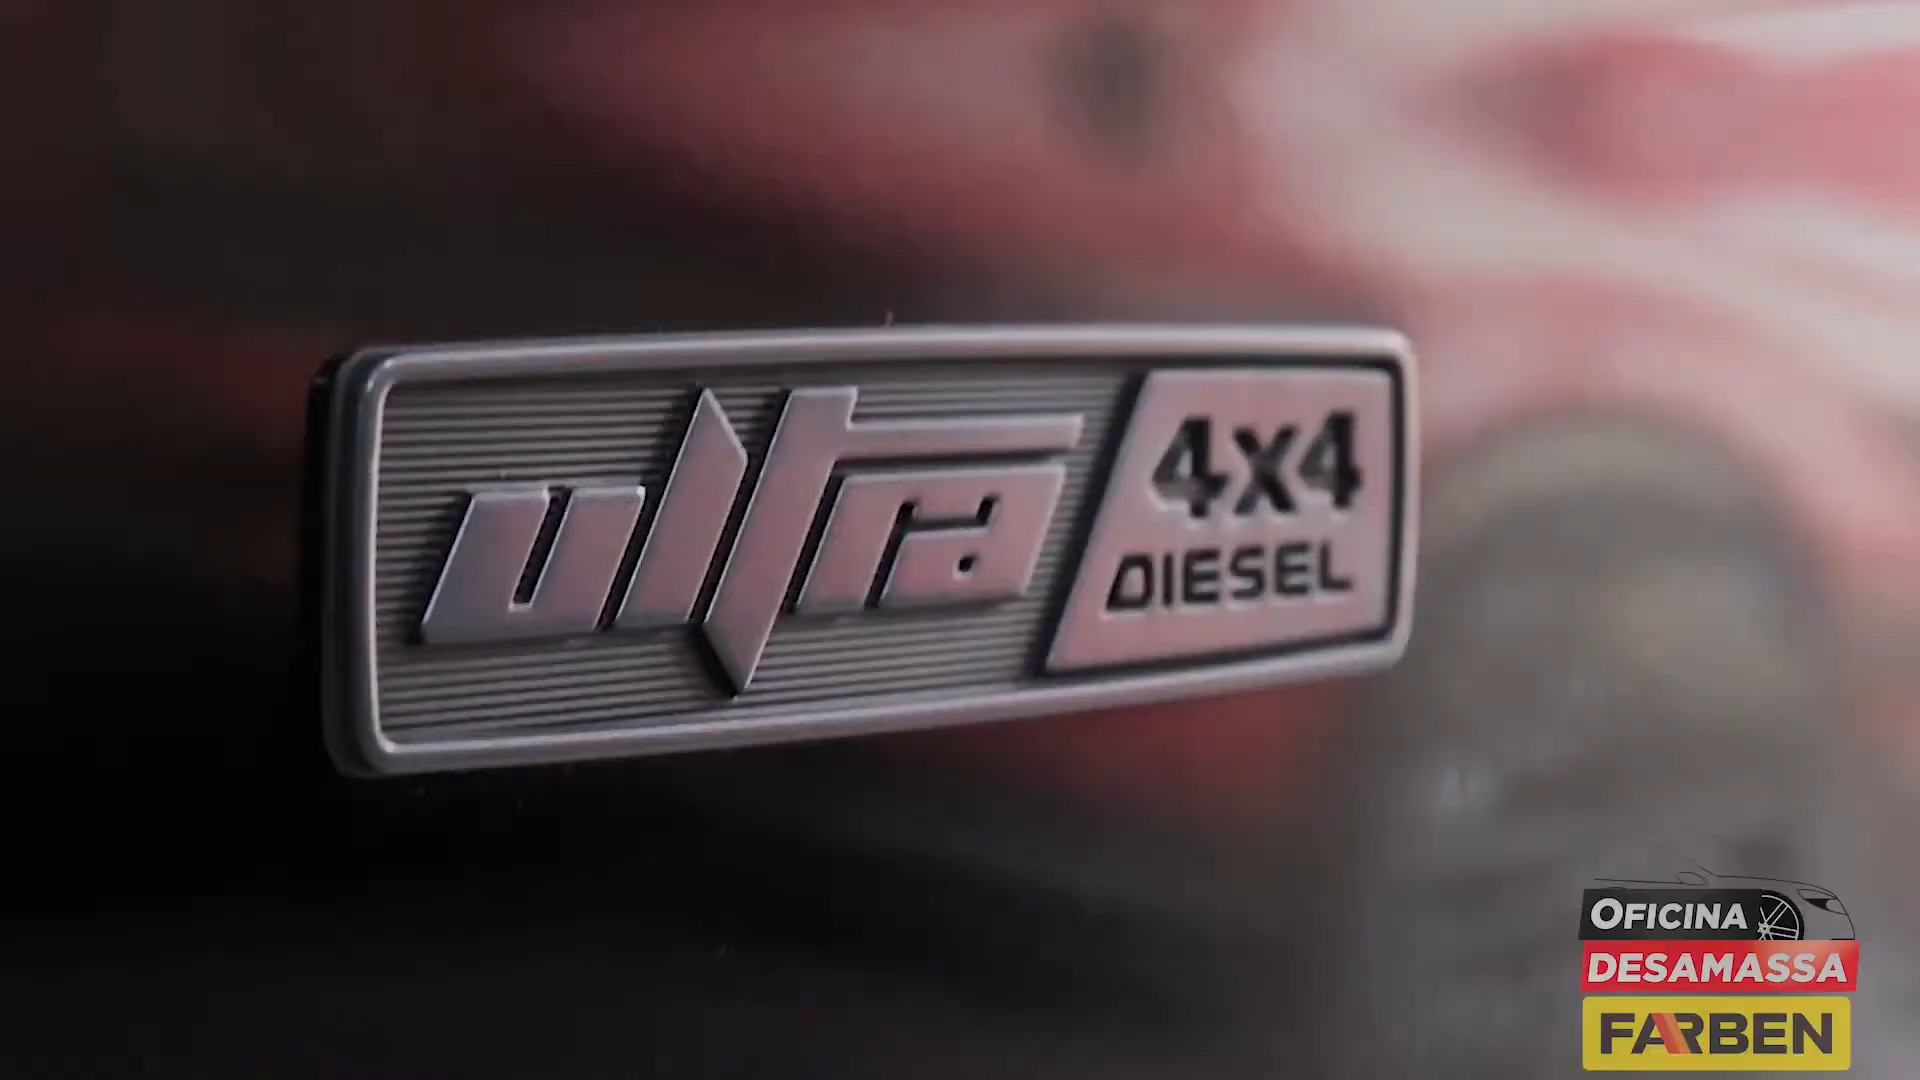 ultra
4x4
DIESEL
OFICINA
DESAMASSA
FARBEN